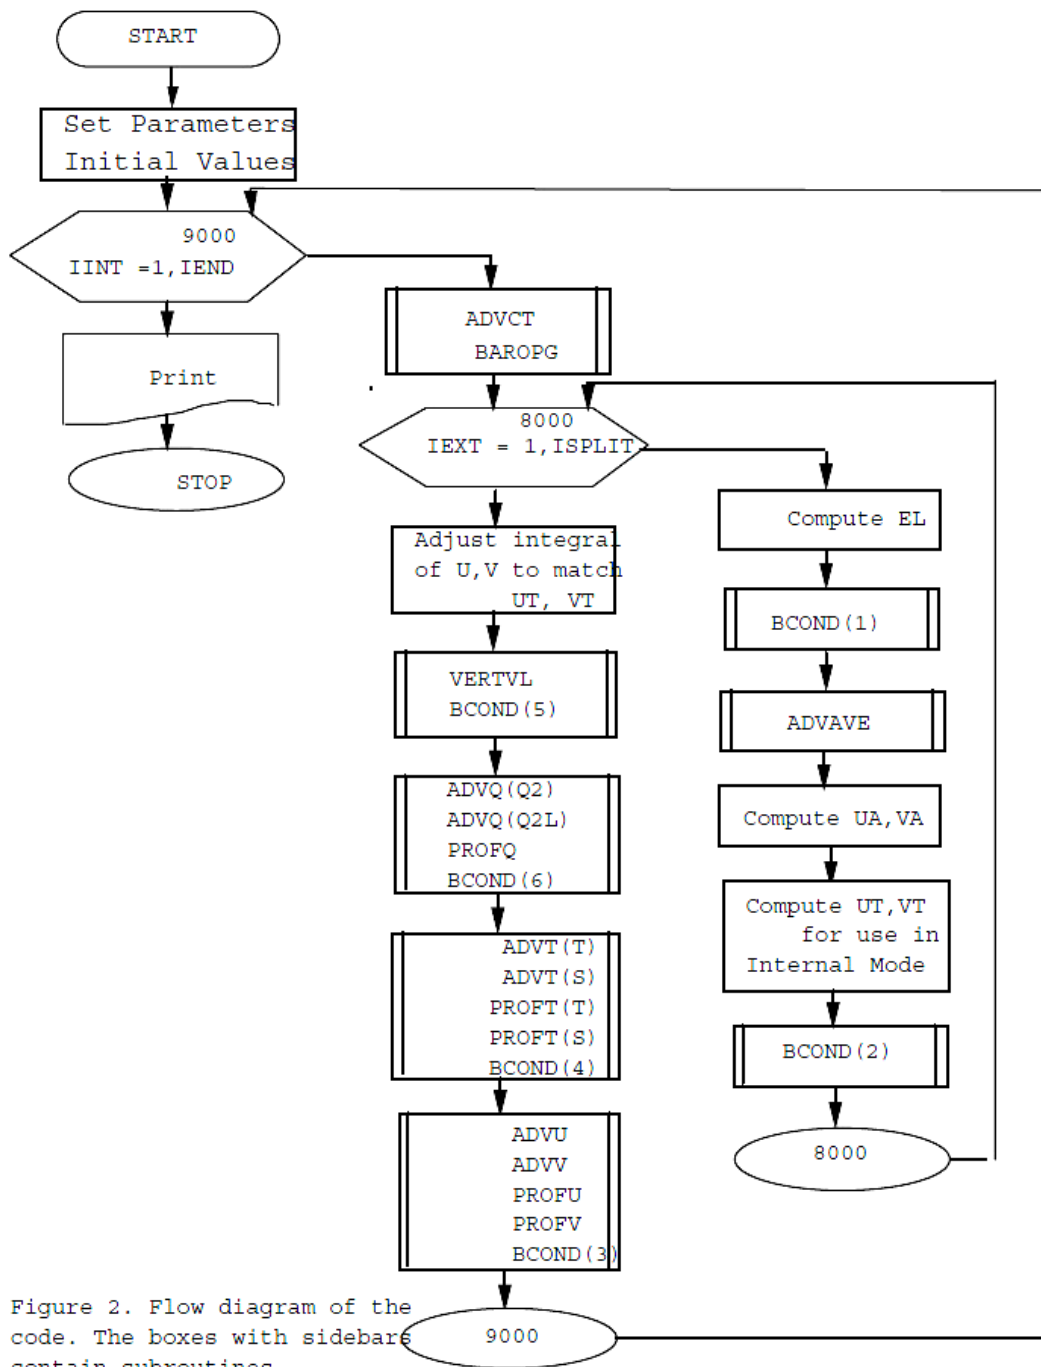 START
Set Parameters
Initial Values
9000
IINT =1,IEND
Print
STOP
ADVCT
BAROPG
8000
IEXT = 1,ISPLIT
Adjust integral
of U,V to match
UT, VT
VERTVL
BCOND(5)
ADVQ(Q2)
ADVQ(Q2L)
PROFQ
BCOND(6)
ADVT(T)
ADVT(S)
PROFT(T)
PROFT(S)
BCOND(4)
ADVU
ADVV
PROFU
PROFV
BCOND(3)
9000
Compute EL
BCOND(1)
ADVAVE
Compute UA,VA
Compute UT,VT
for use in
Internal Mode
BCOND(2)
8000
Figure 2. Flow diagram of the
code. The boxes with sidebars
contain subroutines